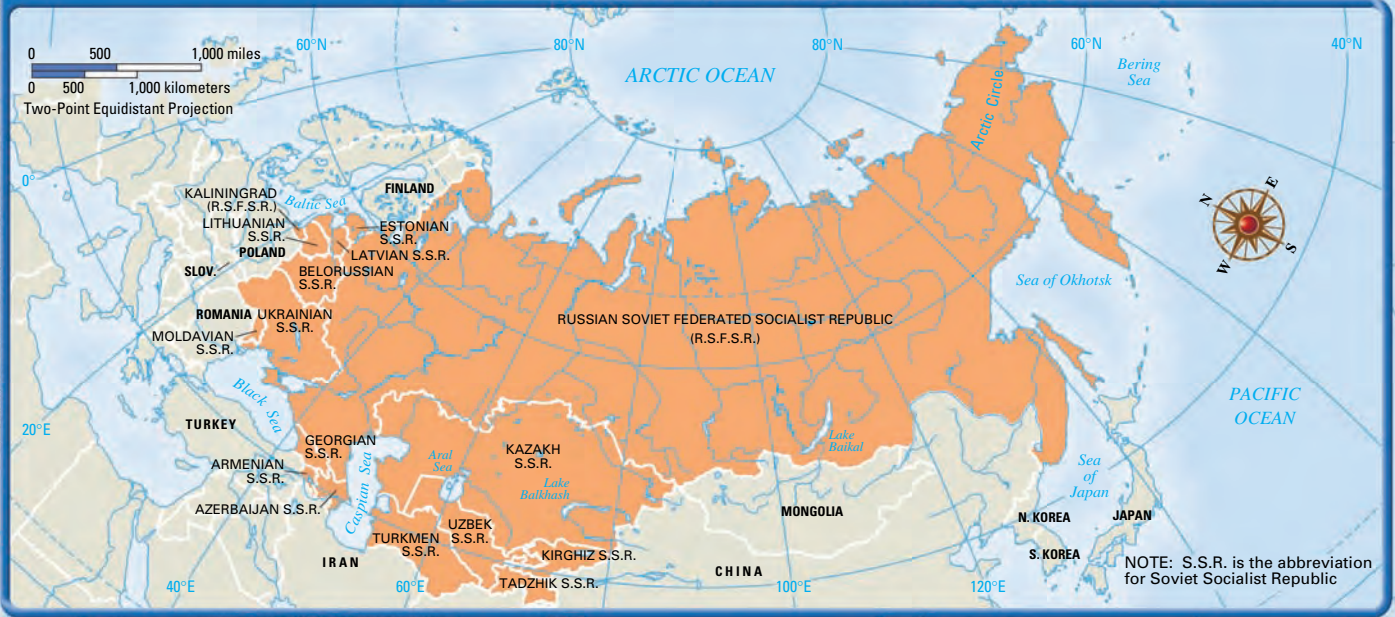 0 500 1,000 miles
0 500 1,000 kilometers
Two-Point Equidistant Projection
60°N
80°N
80°N
60°N
40°N
ARCTIC OCEAN
Bering
Sea
Arctic Circle
0°
N
E
W
S
KALININGRAD
(R.S.F.S.R.)
Baltic Sea
FINLAND
LITHUANIAN
S.S.R.
ESTONIAN
S.S.R.
POLAND
LATVIAN S.S.R.
SLOV.
BELORUSSIAN
S.S.R.
Sea of Okhotsk
ROMANIA
UKRAINIAN
S.S.R.
RUSSIAN SOVIET FEDERATED SOCIALIST REPUBLIC
(R.S.F.S.R.)
MOLDAVIAN
S.S.R.
Black Sea
PACIFIC
OCEAN
20°E
TURKEY
GEORGIAN
S.S.R.
KAZAKH
S.S.R.
Lake
Baikal
Aral
Sea
ARMENIAN
S.S.R.
Caspian Sea
Lake
Balkhash
Sea
of
Japan
AZERBAIJAN S.S.R.
MONGOLIA
N. KOREA
JAPAN
UZBEK
S.S.R.
TURKMEN
S.S.R.
KIRGHIZ S.S.R.
S. KOREA
IRAN
CHINA
TADZHIK S.S.R.
40°E
60°E
100°E
120°E
NOTE: S.S.R. is the abbreviation
for Soviet Socialist Republic